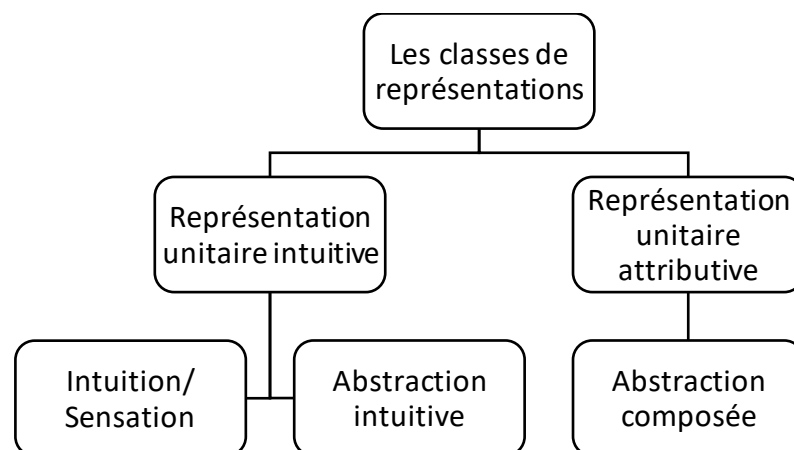 Les classes de
représentations
Représentation
unitaire intuitive
Représentation
unitaire
attributive
Intuition/
Sensation
Abstraction
intuitive
Abstraction
composée